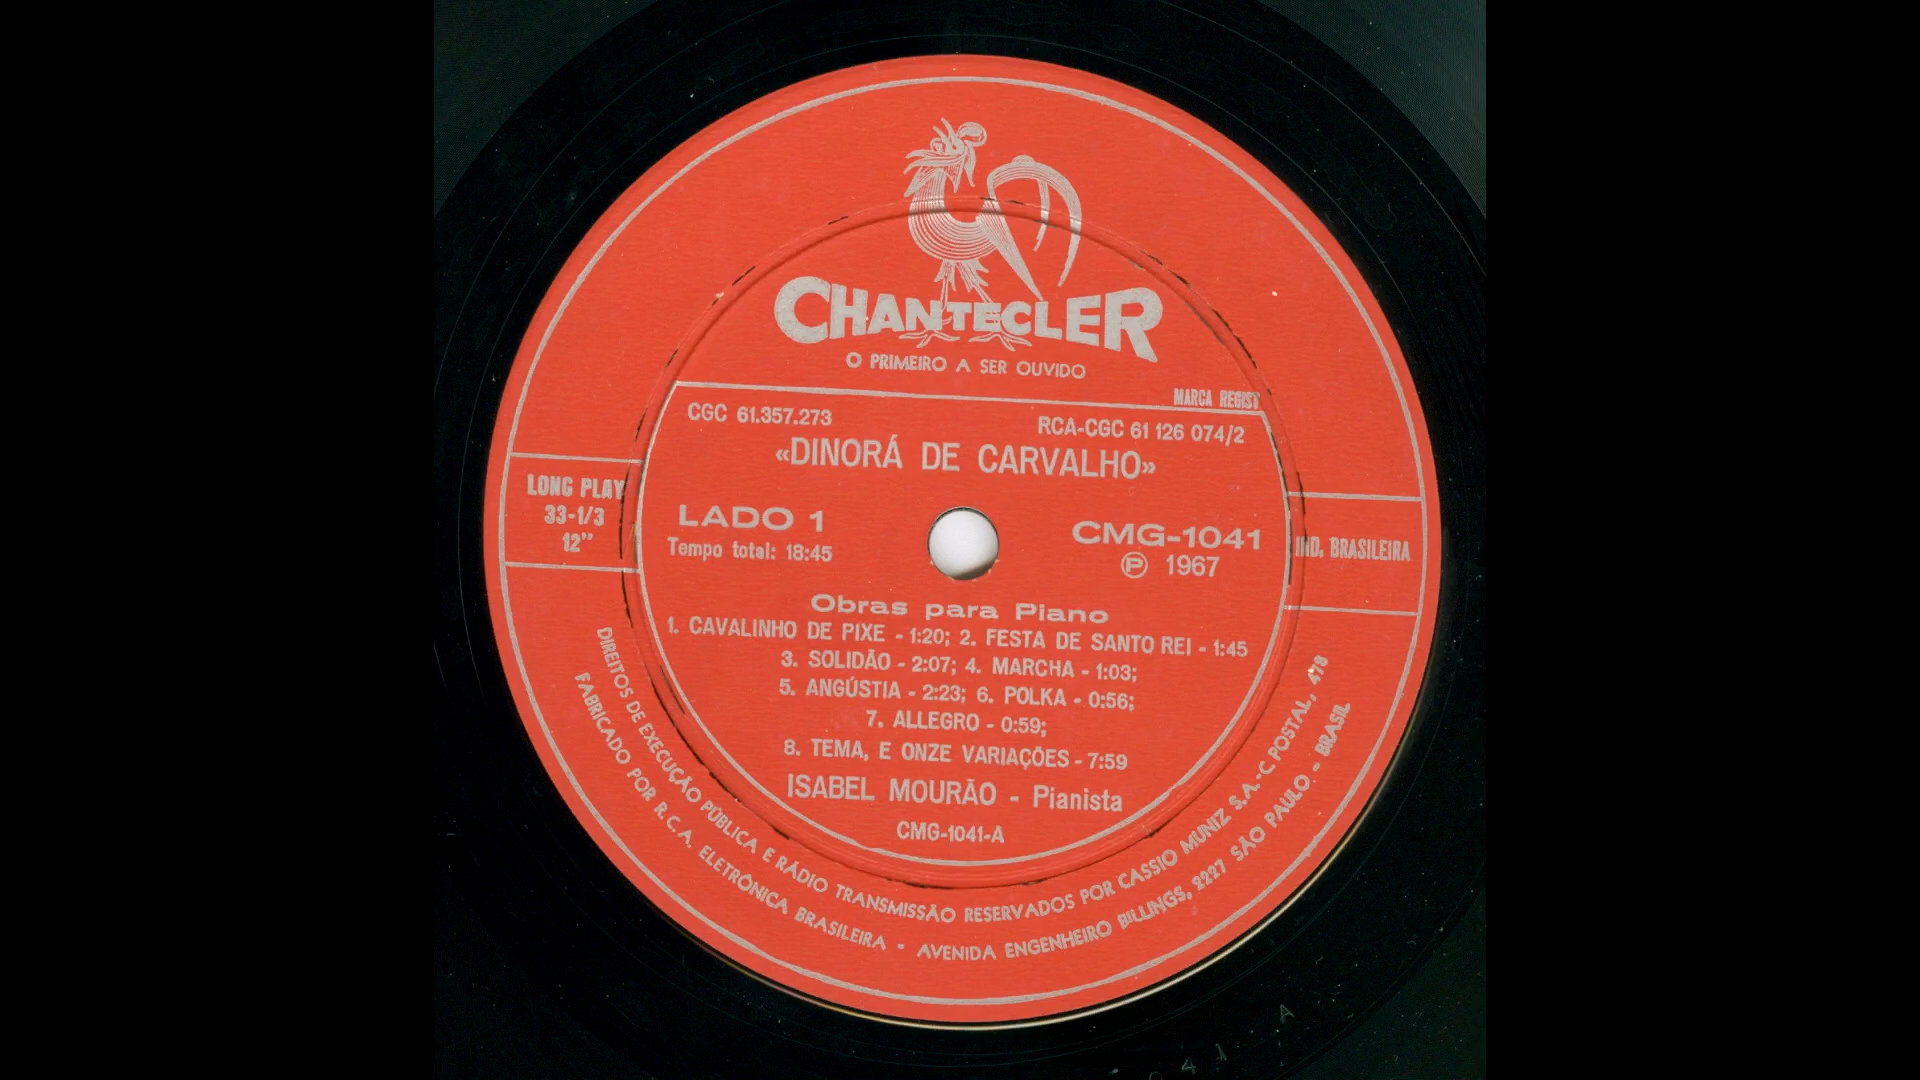 CHANTECLER
O PRIMEIRO A SER OUVIDO
MARCA REGIST
CGC 61.357.273
RCA-CGC 61 126 074/2
«DINORÁ DE CARVALHO»
LONG PLAY
33-1/3
12"
LADO 1
Tempo total: 18:45
CMG-1041
Ⓟ 1967
IND. BRASILEIRA
Obras para Piano
1. CAVALINHO DE PIXE - 1:20; 2. FESTA DE SANTO REI - 1:45
3. SOLIDÃO - 2:07; 4. MARCHA - 1:03;
5. ANGÚSTIA - 2:23; 6. POLKA - 0:56;
7. ALLEGRO - 0:59;
8. TEMA, E ONZE VARIAÇÕES - 7:59
ISABEL MOURÃO - Pianista
CMG-1041-A
DIREITOS DE EXECUÇÃO PÚBLICA E RÁDIO TRANSMISSÃO RESERVADOS POR CASSIO MUNIZ S.A.-C. POSTAL, 478
FABRICADO POR R.C.A. ELETRÔNICA BRASILEIRA - AVENIDA ENGENHEIRO BILLINGS, 2227 SÃO PAULO - BRASIL